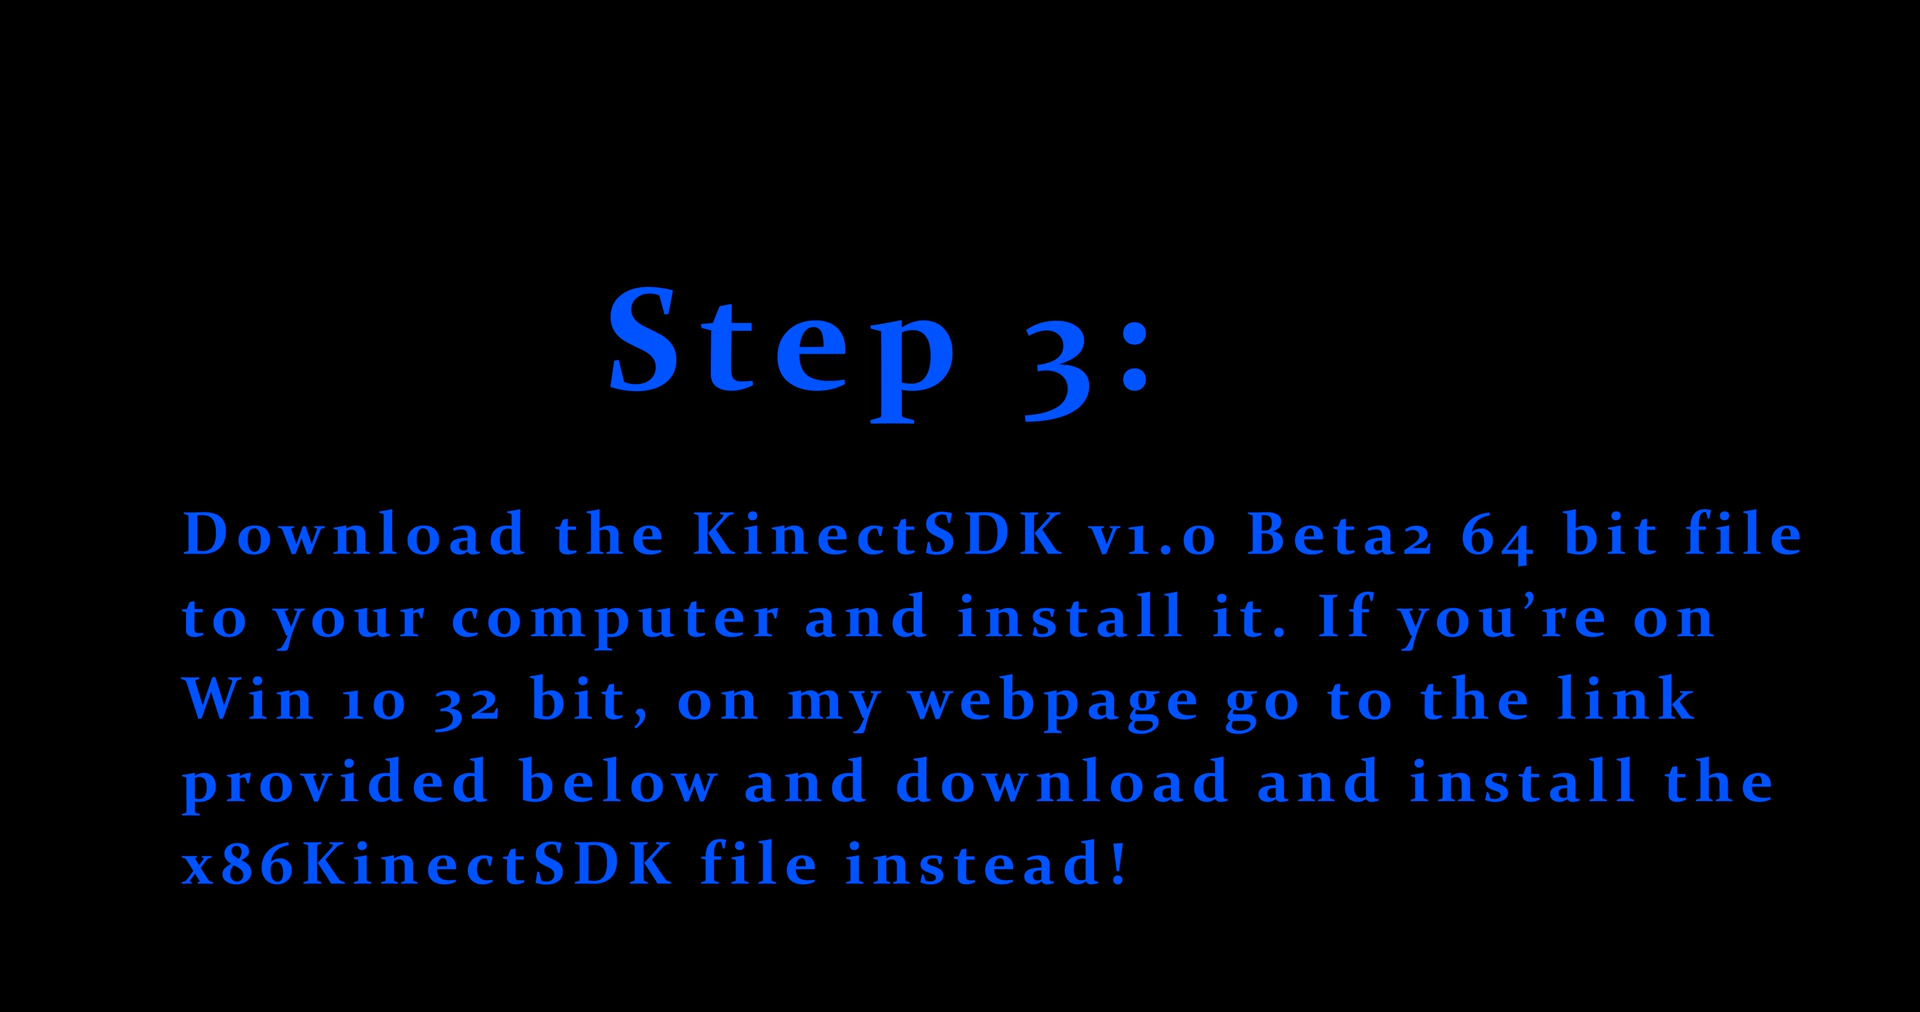 Step 3:
Download the KinectSDK v1.0 Beta2 64 bit file
to your computer and install it. If you’re on
Win 10 32 bit, on my webpage go to the link
provided below and download and install the
x86KinectSDK file instead!